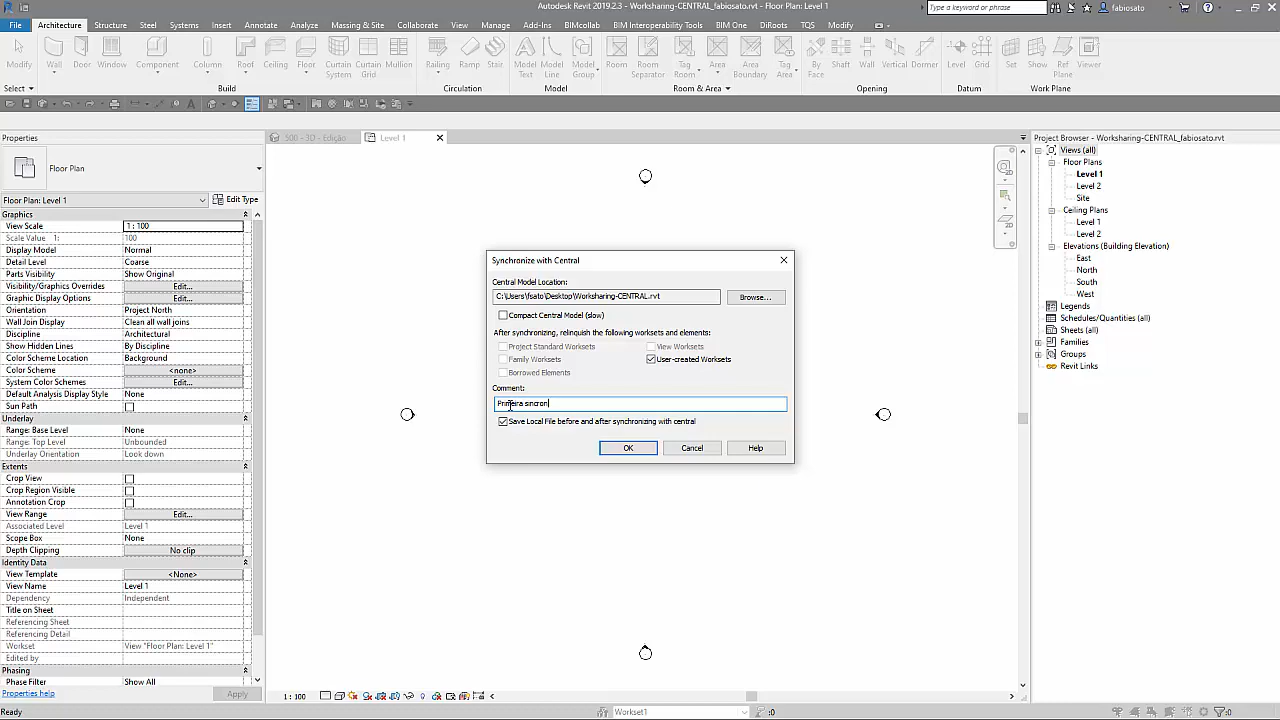 Autodesk Revit 2019.2.3 - Worksharing-CENTRAL_fabiosato.rvt - Floor Plan: Level 1
Type a keyword or phrase
fabiosato
File Architecture Structure Steel Systems Insert Annotate Analyze Massing & Site Collaborate View Manage Add-Ins BIMcollab BIM Interoperability Tools BIM One DiRoots TQS Modify
Modify Wall Door Window Component Column Roof Ceiling Floor Curtain System Curtain Grid Mullion Railing Ramp Stair Model Text Model Line Model Group Room Room Separator Tag Room Area Area Boundary Tag Area By Face Shaft Wall Vertical Dormer Level Grid Set Show Ref Plane Viewer
Select Build Circulation Model Room & Area Opening Datum Work Plane
Properties
500 - 3D - Edição
Level 1
Floor Plan
Floor Plan: Level 1
Edit Type
Graphics
View Scale 1 : 100
Scale Value 1: 100
Display Model Normal
Detail Level Coarse
Parts Visibility Show Original
Visibility/Graphics Overrides Edit...
Graphic Display Options Edit...
Orientation Project North
Wall Join Display Clean all wall joins
Discipline Architectural
Show Hidden Lines By Discipline
Color Scheme Location Background
Color Scheme <none>
System Color Schemes Edit...
Default Analysis Display Style None
Sun Path
Underlay
Range: Base Level None
Range: Top Level Unbounded
Underlay Orientation Look down
Extents
Crop View
Crop Region Visible
Annotation Crop
View Range Edit...
Associated Level Level 1
Scope Box None
Depth Clipping No clip
Identity Data
View Template <None>
View Name Level 1
Dependency Independent
Title on Sheet
Referencing Sheet
Referencing Detail
Workset View "Floor Plan: Level 1"
Edited by
Phasing
Phase Filter Show All
Properties help
Apply
Synchronize with Central
Central Model Location:
C:\Users\fsato\Desktop\Worksharing-CENTRAL.rvt
Browse...
Compact Central Model (slow)
After synchronizing, relinquish the following worksets and elements:
Project Standard Worksets
View Worksets
Family Worksets
User-created Worksets
Borrowed Elements
Comment:
Primeira sincron
Save Local File before and after synchronizing with central
OK
Cancel
Help
Project Browser - Worksharing-CENTRAL_fabiosato.rvt
Views (all)
Floor Plans
Level 1
Level 2
Site
Ceiling Plans
Level 1
Level 2
Elevations (Building Elevation)
East
North
South
West
Legends
Schedules/Quantities (all)
Sheets (all)
Families
Groups
Revit Links
1 : 100
Ready
Workset1
:0
:0